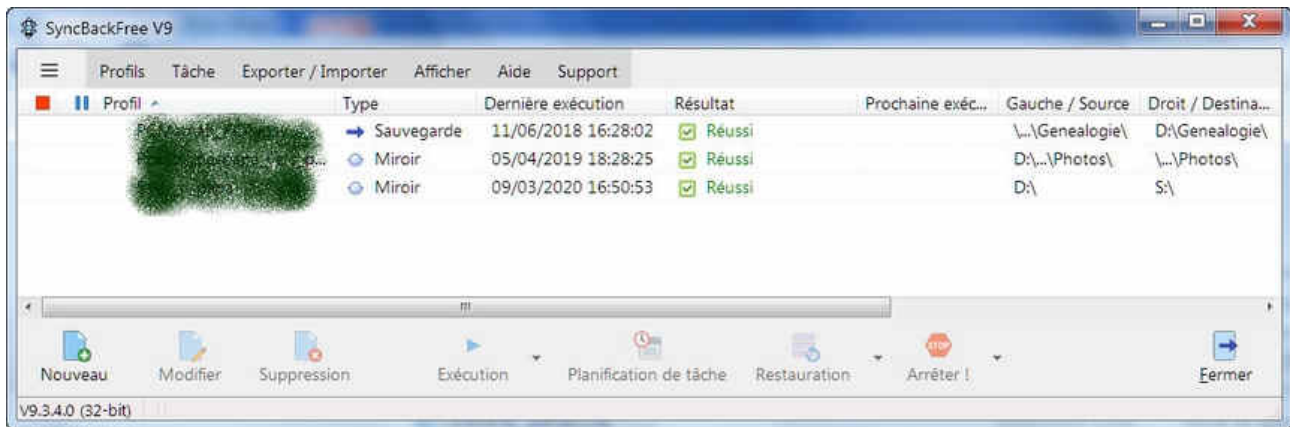 SyncBackFree V9
Profils Tâche Exporter / Importer Afficher Aide Support
Profil Type Dernière exécution Résultat Prochaine exéc... Gauche / Source Droit / Destina...
Sauvegarde 11/06/2018 16:28:02 Réussi \...\Genealogie\ D:\Genealogie\
Miroir 05/04/2019 18:28:25 Réussi D:\...\Photos\ \...\Photos\
Miroir 09/03/2020 16:50:53 Réussi D:\ S:\
Nouveau Modifier Suppression Exécution Planification de tâche Restauration Arrêter ! Fermer
V9.3.4.0 (32-bit)